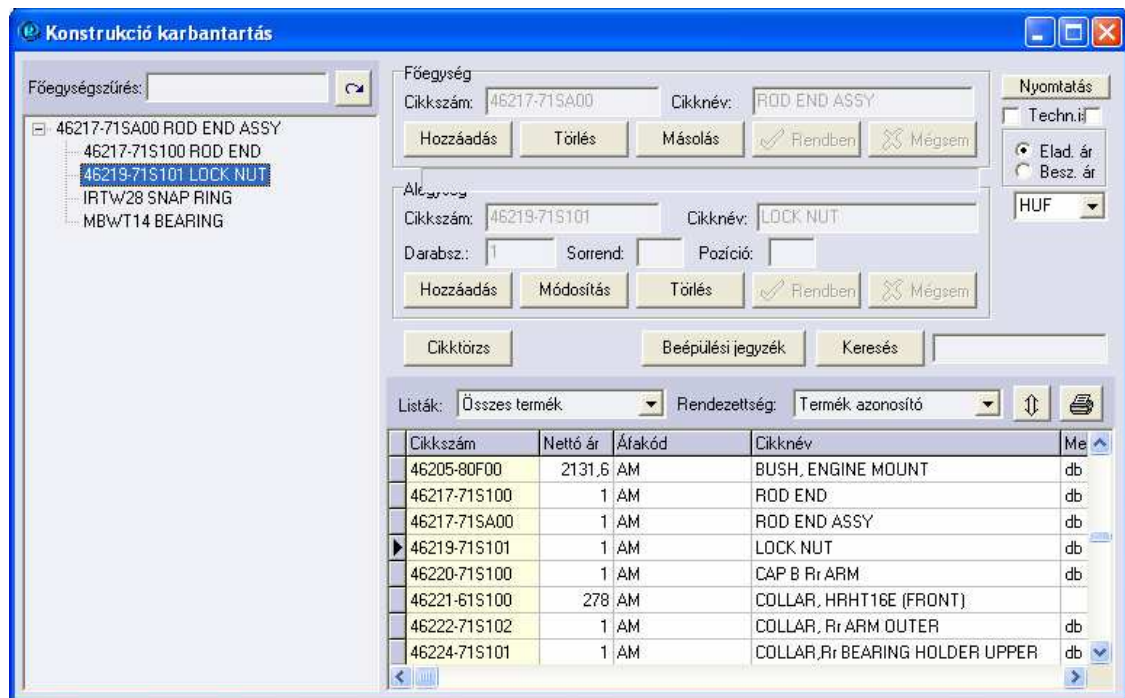 Konstrukció karbantartás
Főegységszűrés:
46217-71SA00 ROD END ASSY
46217-71S100 ROD END
46219-71S101 LOCK NUT
IRTW28 SNAP RING
MBWT14 BEARING
Főegység
Cikkszám: 46217-71SA00 Cikknév: ROD END ASSY
Hozzáadás Törlés Másolás Rendben Mégsem
Nyomtatás
Techn.i
Elad. ár
Besz. ár
HUF
Alegység
Cikkszám: 46219-71S101 Cikknév: LOCK NUT
Darabsz.: 1 Sorrend: Pozíció:
Hozzáadás Módosítás Törlés Rendben Mégsem
Cikktörzs Beépülési jegyzék Keresés
Listák: Összes termék Rendezettség: Termék azonosító
Cikkszám Nettó ár Áfakód Cikknév Me
46205-80F00 2131,6 AM BUSH, ENGINE MOUNT db
46217-71S100 1 AM ROD END db
46217-71SA00 1 AM ROD END ASSY db
46219-71S101 1 AM LOCK NUT db
46220-71S100 1 AM CAP B Rr ARM db
46221-61S100 278 AM COLLAR, HRHT16E (FRONT)
46222-71S102 1 AM COLLAR, Rr ARM OUTER db
46224-71S101 1 AM COLLAR,Rr BEARING HOLDER UPPER db